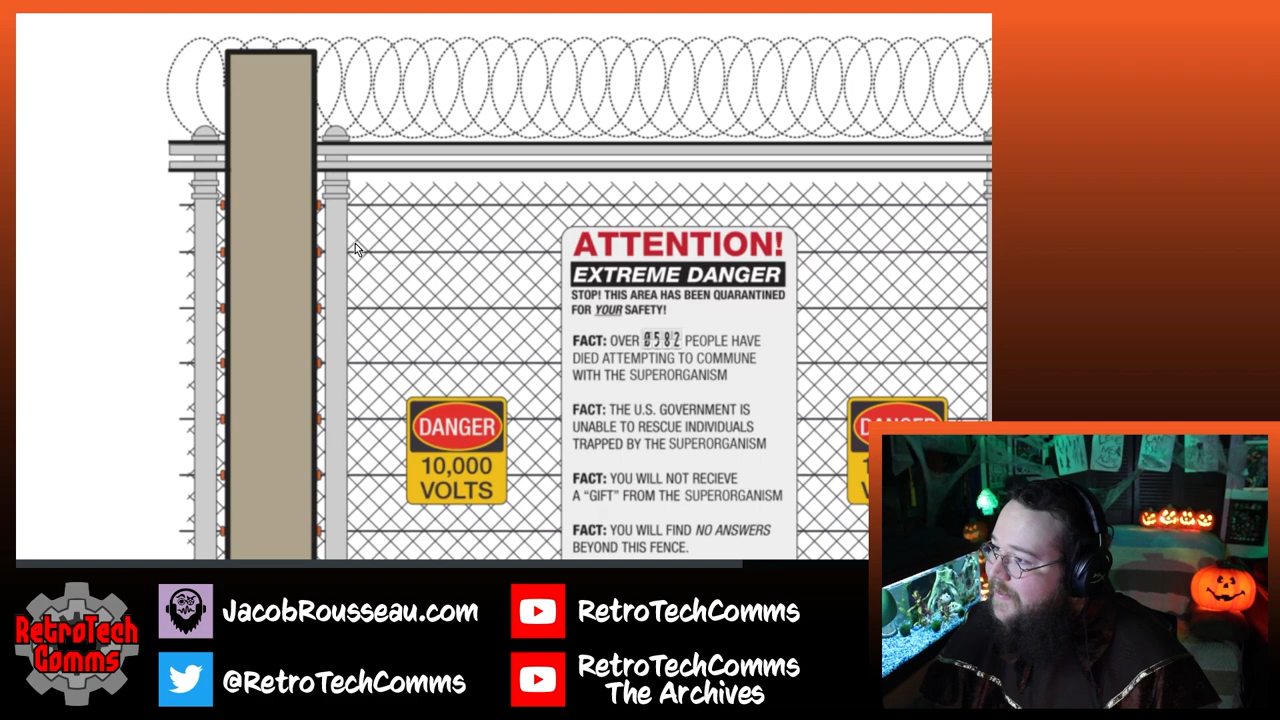 ATTENTION!
EXTREME DANGER
STOP! THIS AREA HAS BEEN QUARANTINED
FOR YOUR SAFETY!
FACT: OVER 0582 PEOPLE HAVE
DIED ATTEMPTING TO COMMUNE
WITH THE SUPERORGANISM
FACT: THE U.S. GOVERNMENT IS
UNABLE TO RESCUE INDIVIDUALS
TRAPPED BY THE SUPERORGANISM
FACT: YOU WILL NOT RECIEVE
A “GIFT” FROM THE SUPERORGANISM
FACT: YOU WILL FIND NO ANSWERS
BEYOND THIS FENCE.
DANGER
10,000
VOLTS
RetroTech
Comms
JacobRousseau.com
@RetroTechComms
RetroTechComms
RetroTechComms
The Archives